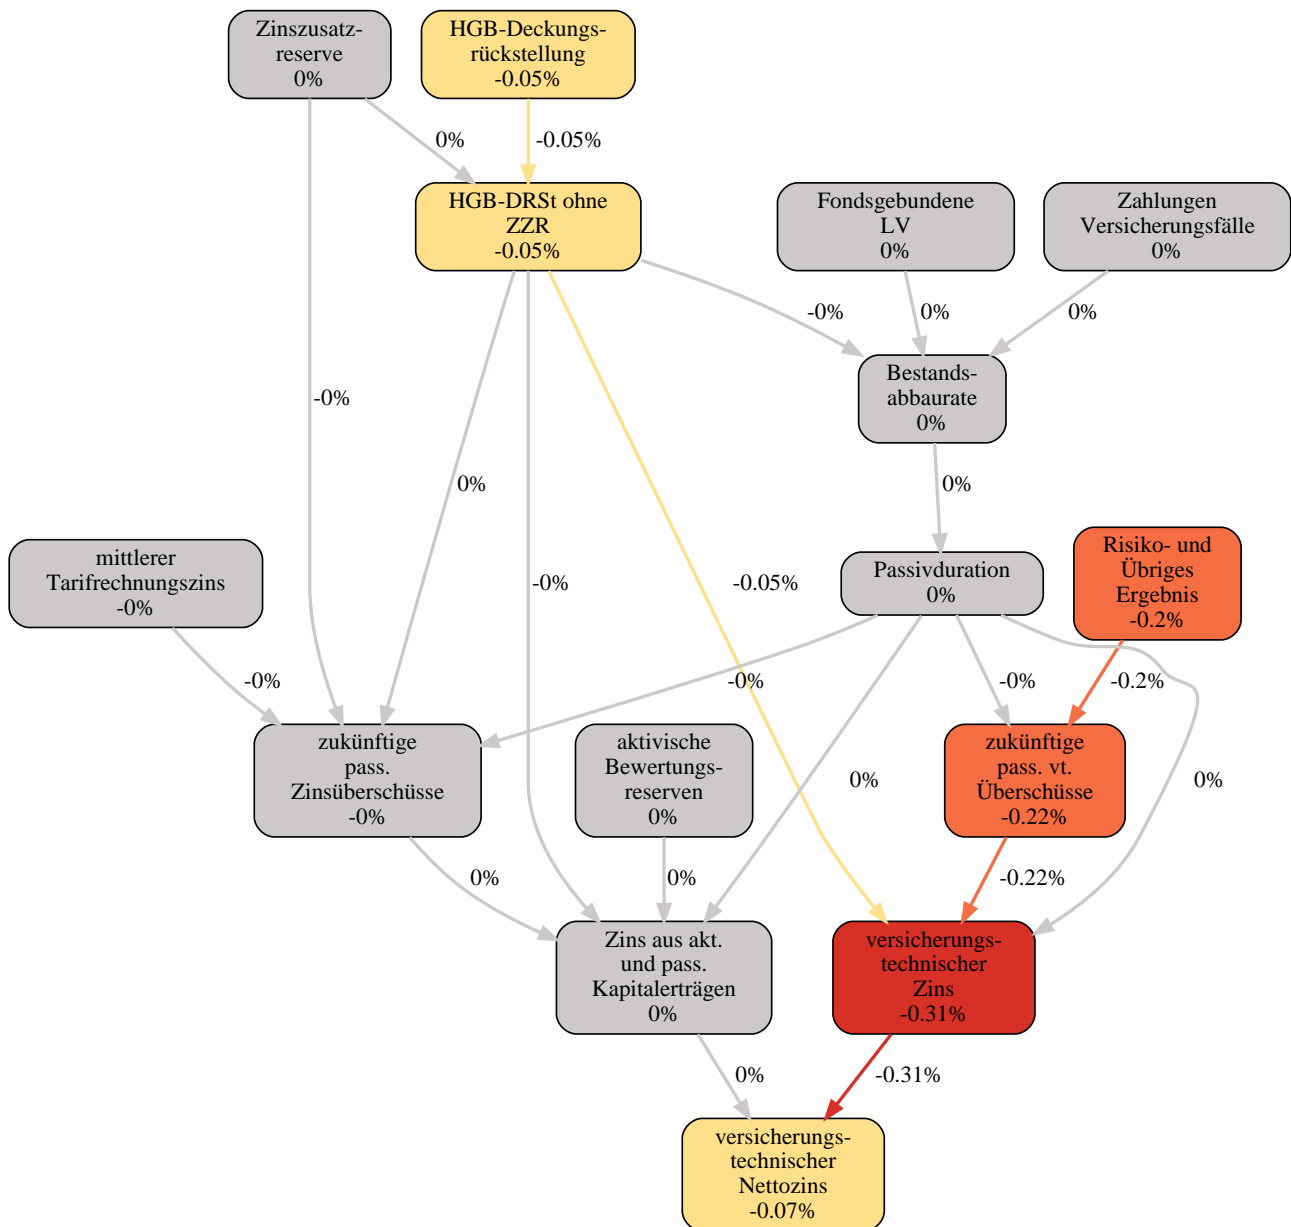 Zinszusatz-
reserve
0%
HGB-Deckungs-
rückstellung
-0.05%
0%
-0.05%
HGB-DRSt ohne
ZZR
-0.05%
Fondsgebundene
LV
0%
Zahlungen
Versicherungsfälle
0%
-0%
0%
0%
Bestands-
abbaurate
0%
-0%
0%
0%
mittlerer
Tarifrechnungszins
-0%
-0%
-0.05%
Passivduration
0%
Risiko- und
Übriges
Ergebnis
-0.2%
-0%
-0%
-0%
-0.2%
zukünftige
pass.
Zinsüberschüsse
-0%
aktivische
Bewertungs-
reserven
0%
0%
zukünftige
pass. vt.
Überschüsse
-0.22%
0%
0%
0%
-0.22%
Zins aus akt.
und pass.
Kapitalerträgen
0%
versicherungs-
technischer
Zins
-0.31%
0%
-0.31%
versicherungs-
technischer
Nettozins
-0.07%